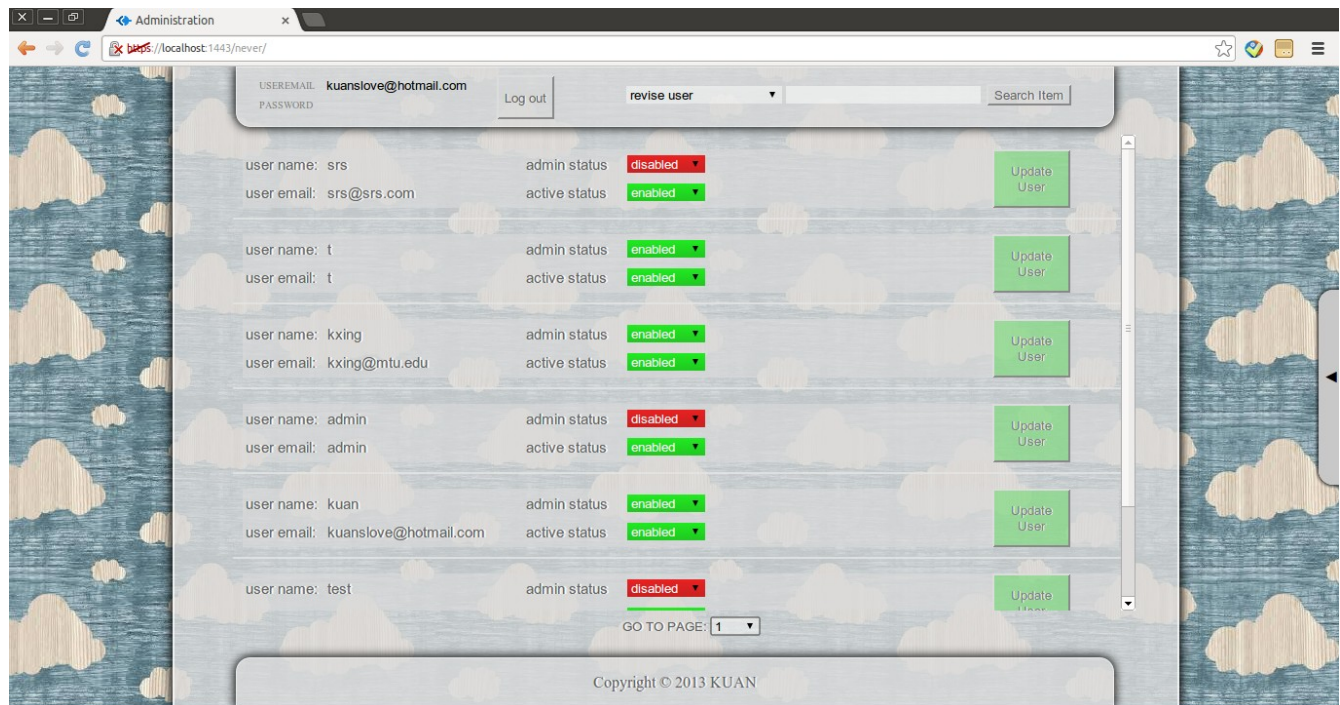 Administration
https://localhost:1443/never/
USEREMAIL kuanslove@hotmail.com
PASSWORD
Log out
revise user
Search Item
user name: srs admin status disabled
user email: srs@srs.com active status enabled
Update
User
user name: t admin status enabled
user email: t active status enabled
Update
User
user name: kxing admin status enabled
user email: kxing@mtu.edu active status enabled
Update
User
user name: admin admin status disabled
user email: admin active status enabled
Update
User
user name: kuan admin status enabled
user email: kuanslove@hotmail.com active status enabled
Update
User
user name: test admin status disabled
Update
User
GO TO PAGE: 1
Copyright © 2013 KUAN